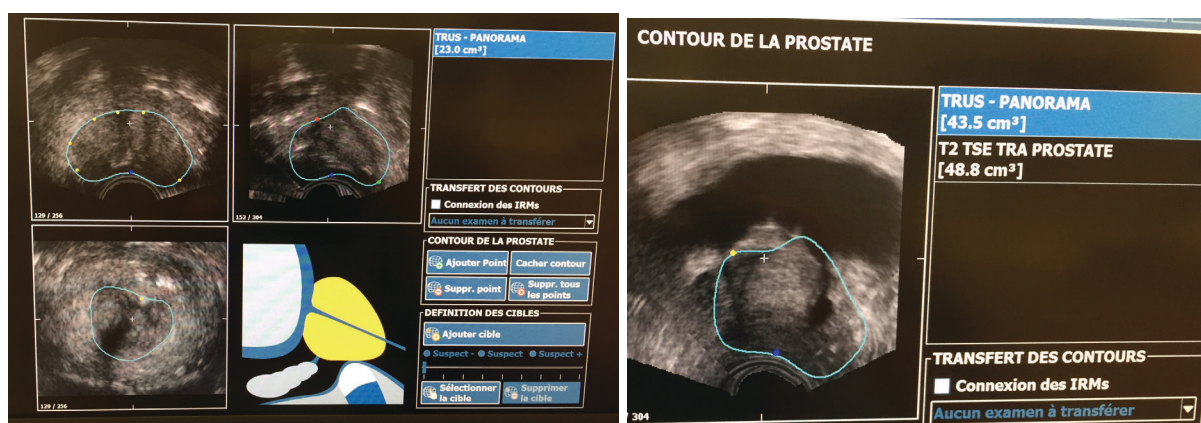 TRUS - PANORAMA
[23.0 cm³]
129 / 256
153 / 304
TRANSFERT DES CONTOURS
Connexion des IRMs
Aucun examen à transférer
CONTOUR DE LA PROSTATE
Ajouter Point
Cacher contour
Suppr. point
Suppr. tous
les points
DEFINITION DES CIBLES
Ajouter cible
Suspect - Suspect Suspect +
Sélectionner
la cible
Supprimer
la cible
129 / 256
CONTOUR DE LA PROSTATE
TRUS - PANORAMA
[43.5 cm³]
T2 TSE TRA PROSTATE
[48.8 cm³]
/ 304
TRANSFERT DES CONTOURS
Connexion des IRMs
Aucun examen à transférer